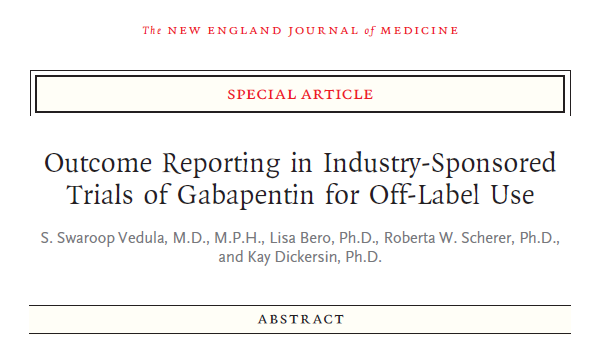 The NEW ENGLAND JOURNAL of MEDICINE
SPECIAL ARTICLE
Outcome Reporting in Industry-Sponsored
Trials of Gabapentin for Off-Label Use
S. Swaroop Vedula, M.D., M.P.H., Lisa Bero, Ph.D., Roberta W. Scherer, Ph.D.,
and Kay Dickersin, Ph.D.
ABSTRACT